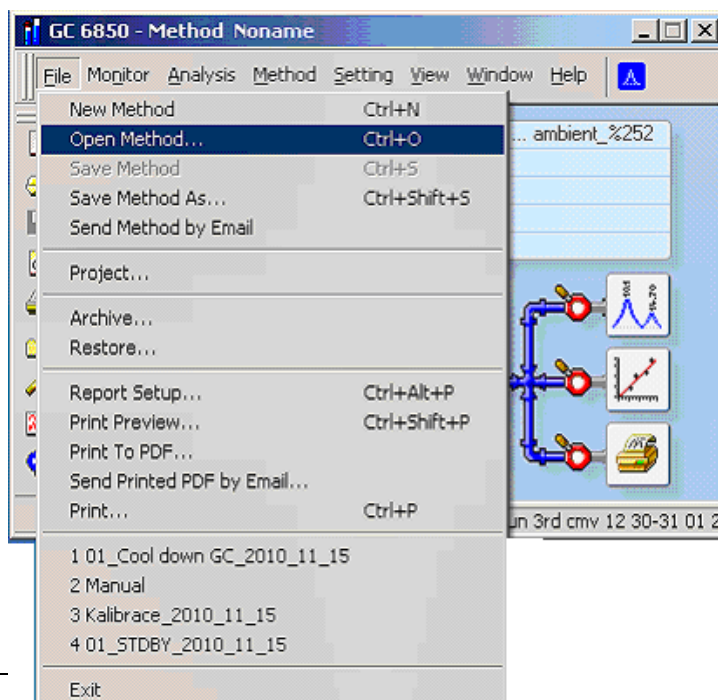 GC 6850 - Method Noname
File Monitor Analysis Method Setting View Window Help
New Method Ctrl+N
Open Method... Ctrl+O
... ambient_%252
Save Method Ctrl+S
Save Method As... Ctrl+Shift+S
Send Method by Email
Project...
Archive...
Restore...
Report Setup... Ctrl+Alt+P
Print Preview... Ctrl+Shift+P
Print To PDF...
Send Printed PDF by Email...
Print... Ctrl+P
3rd cmv 12 30-31 01
1 01_Cool down GC_2010_11_15
2 Manual
3 Kalibrace_2010_11_15
4 01_STDBY_2010_11_15
Exit